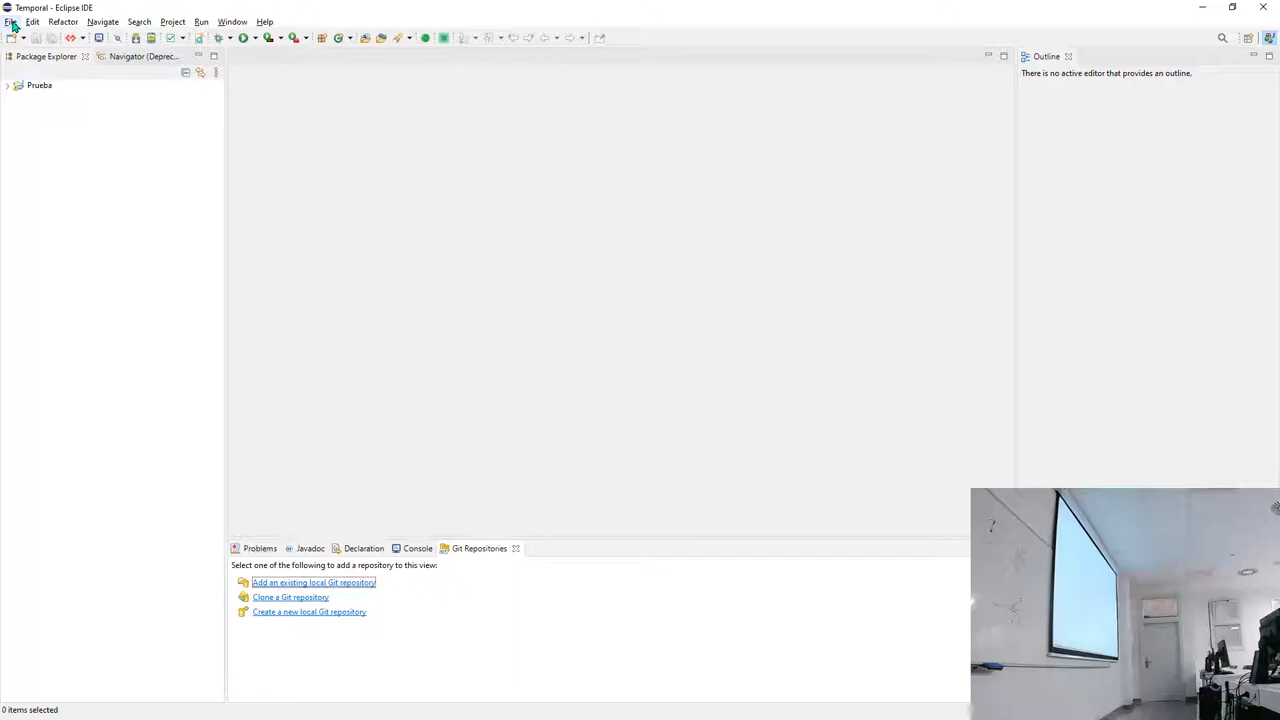 Temporal - Eclipse IDE
File Edit Refactor Navigate Search Project Run Window Help
Package Explorer
Navigator (Deprec...
Outline
There is no active editor that provides an outline.
Prueba
Problems
Javadoc
Declaration
Console
Git Repositories
Select one of the following to add a repository to this view:
Add an existing local Git repository
Clone a Git repository
Create a new local Git repository
0 items selected